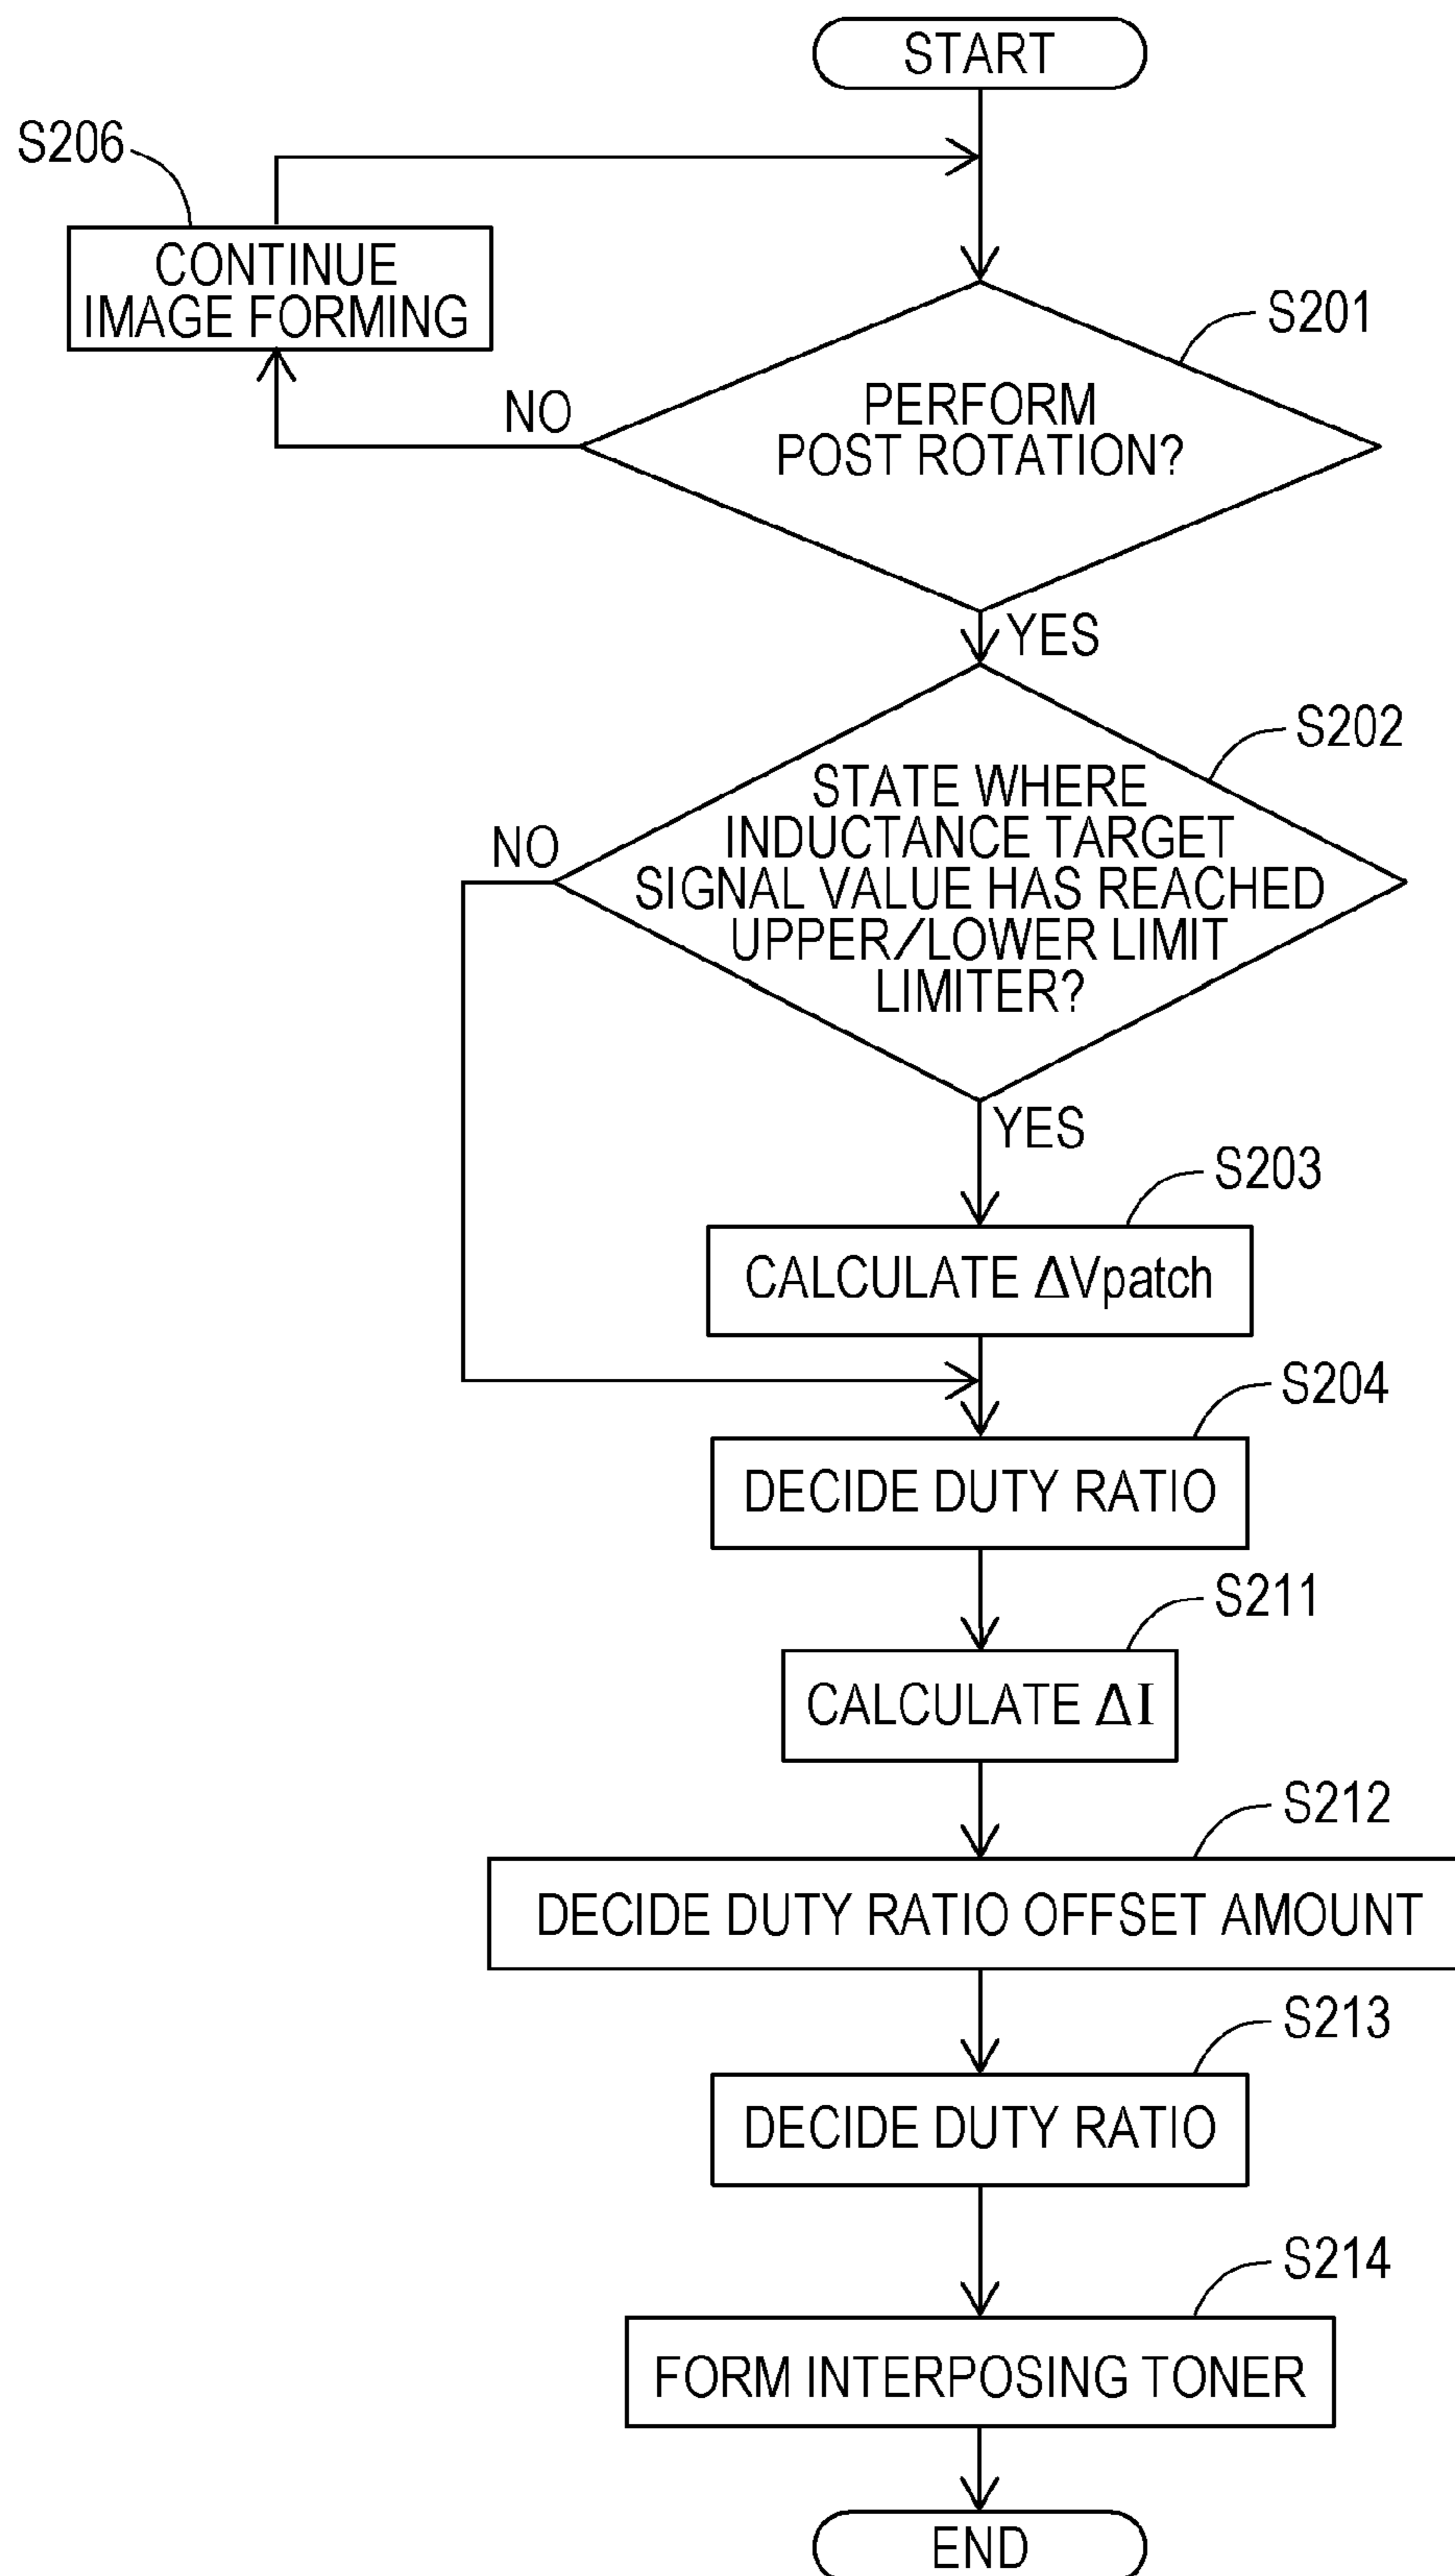 START
S206
CONTINUE
IMAGE FORMING
S201
NO
PERFORM
POST ROTATION?
YES
S202
NO
STATE WHERE
INDUCTANCE TARGET
SIGNAL VALUE HAS REACHED
UPPER/LOWER LIMIT
LIMITER?
YES
S203
CALCULATE ΔVpatch
S204
DECIDE DUTY RATIO
S211
CALCULATE ΔI
S212
DECIDE DUTY RATIO OFFSET AMOUNT
S213
DECIDE DUTY RATIO
S214
FORM INTERPOSING TONER
END